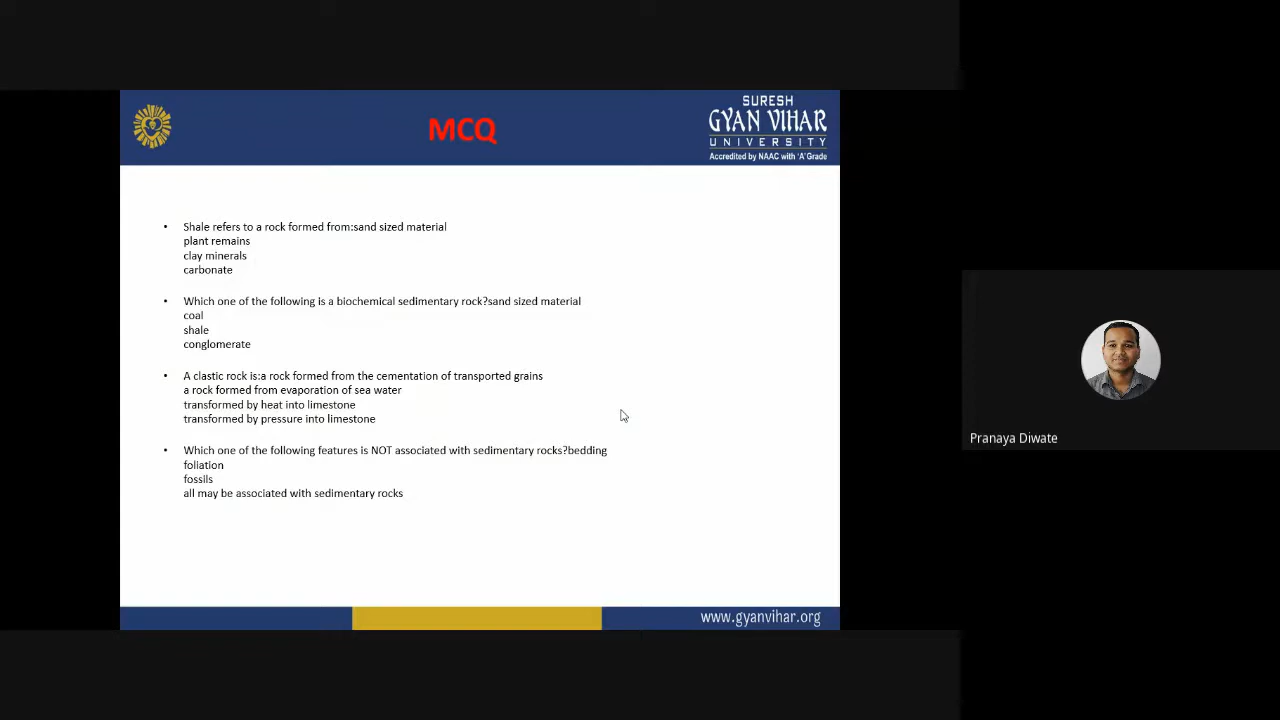 MCQ
SURESH
GYAN VIHAR
UNIVERSITY
Accredited by NAAC with 'A' Grade
• Shale refers to a rock formed from:sand sized material
plant remains
clay minerals
carbonate
• Which one of the following is a biochemical sedimentary rock?sand sized material
coal
shale
conglomerate
• A clastic rock is:a rock formed from the cementation of transported grains
a rock formed from evaporation of sea water
transformed by heat into limestone
transformed by pressure into limestone
• Which one of the following features is NOT associated with sedimentary rocks?bedding
foliation
fossils
all may be associated with sedimentary rocks
www.gyanvihar.org
Pranaya Diwate